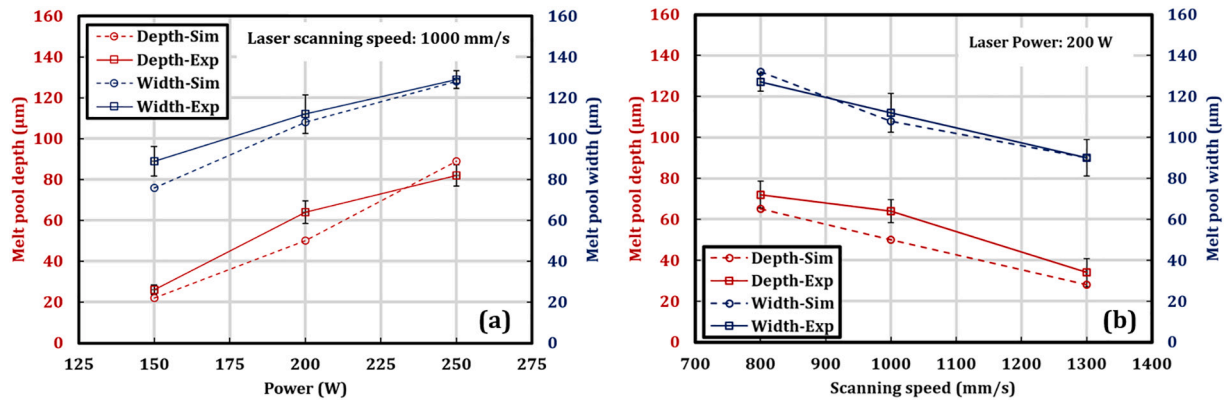 Melt pool depth (μm)
160
140
120
100
80
60
40
20
0
Depth-Sim
Depth-Exp
Width-Sim
Width-Exp
Laser scanning speed: 1000 mm/s
(a)
160
140
120
100
80
60
40
20
0
Melt pool width (μm)
125 150 175 200 225 250 275
Power (W)
Melt pool depth (μm)
160
140
120
100
80
60
40
20
0
Laser Power: 200 W
Depth-Sim
Depth-Exp
Width-Sim
Width-Exp
(b)
160
140
120
100
80
60
40
20
0
Melt pool width (μm)
700 800 900 1000 1100 1200 1300 1400
Scanning speed (mm/s)